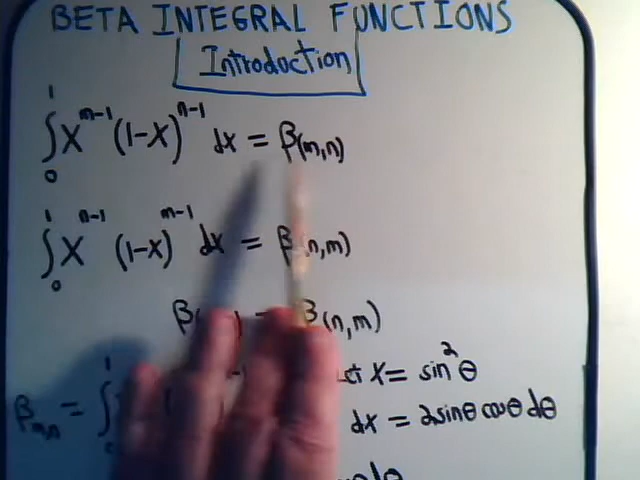 BETA INTEGRAL FUNCTIONS
Introduction
∫₀¹ x^(m-1) (1-x)^(n-1) dx = β(m,n)
∫₀¹ x^(n-1) (1-x)^(m-1) dx = β(n,m)
β( = β(n,m)
β m,n = ∫ x = sin²θ
dx = 2sinθ cosθ dθ